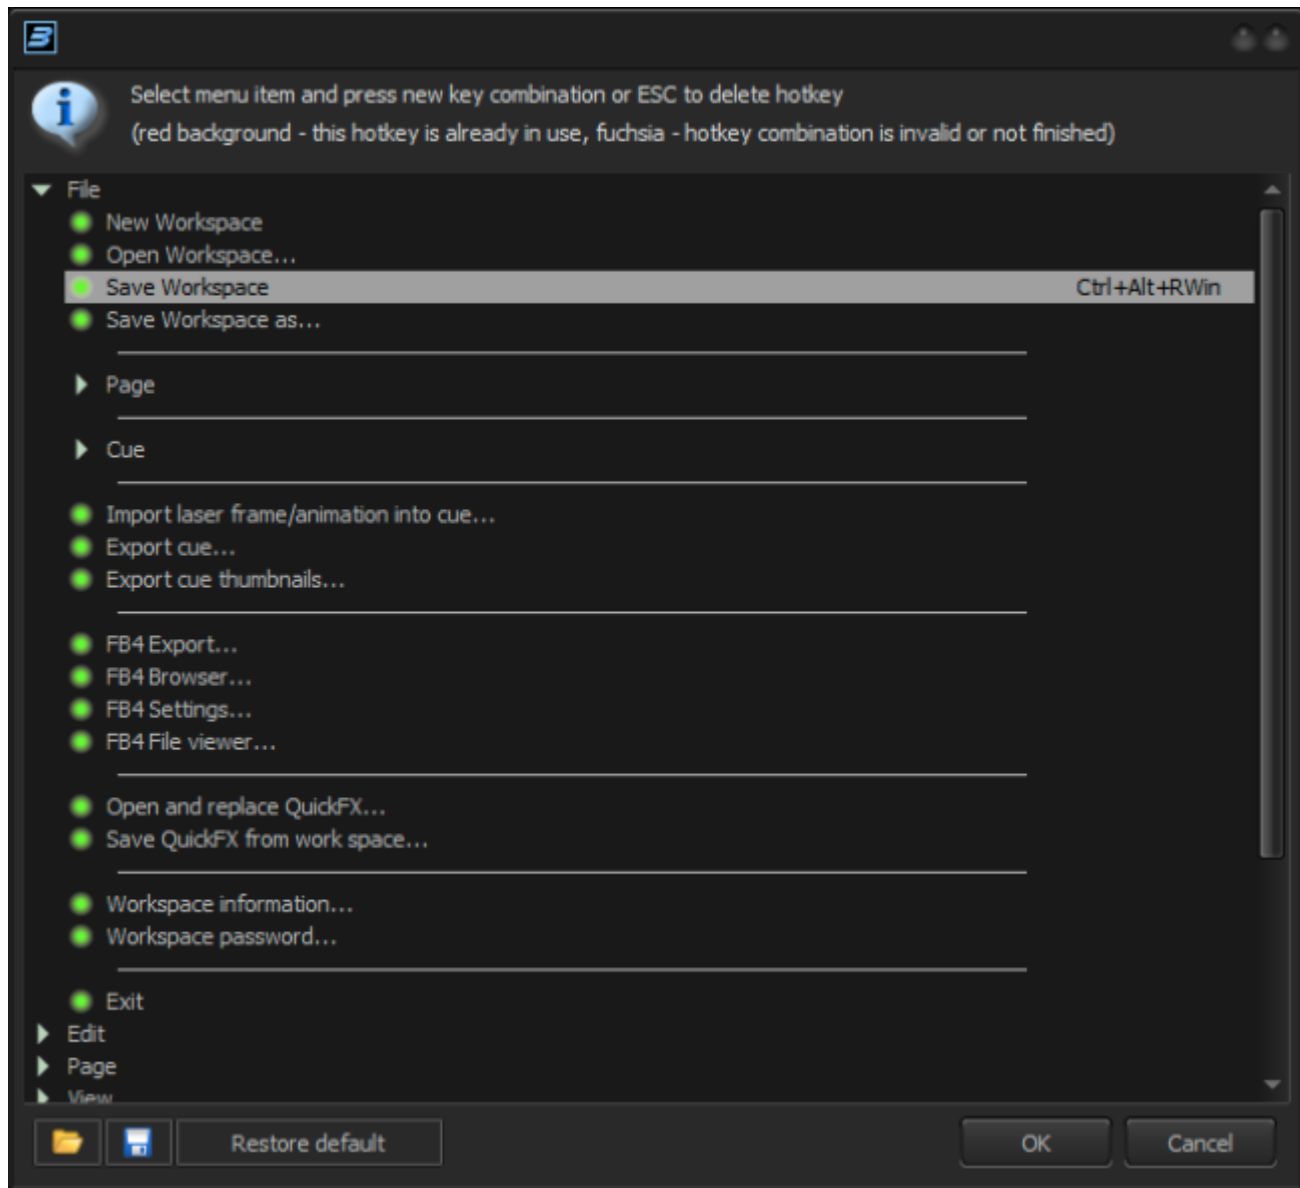 Select menu item and press new key combination or ESC to delete hotkey
(red background - this hotkey is already in use, fuchsia - hotkey combination is invalid or not finished)
File
New Workspace
Open Workspace...
Save Workspace Ctrl+Alt+RWin
Save Workspace as...
Page
Cue
Import laser frame/animation into cue...
Export cue...
Export cue thumbnails...
FB4 Export...
FB4 Browser...
FB4 Settings...
FB4 File viewer...
Open and replace QuickFX...
Save QuickFX from work space...
Workspace information...
Workspace password...
Exit
Edit
Page
View
Restore default OK Cancel